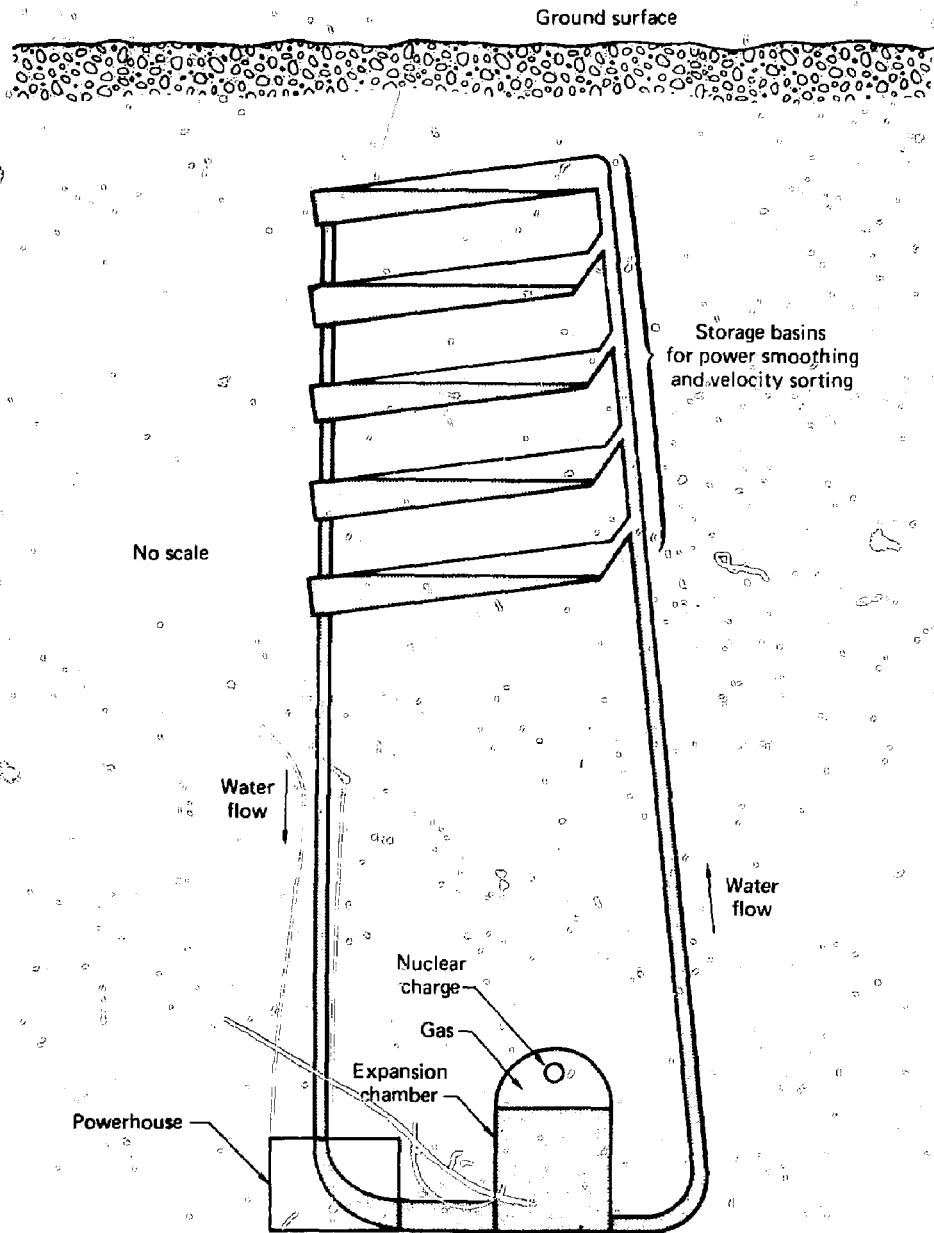 Ground surface
Storage basins
for power smoothing
and velocity sorting
No scale
Water
flow
Water
flow
Nuclear
charge
Gas
Expansion
chamber
Powerhouse